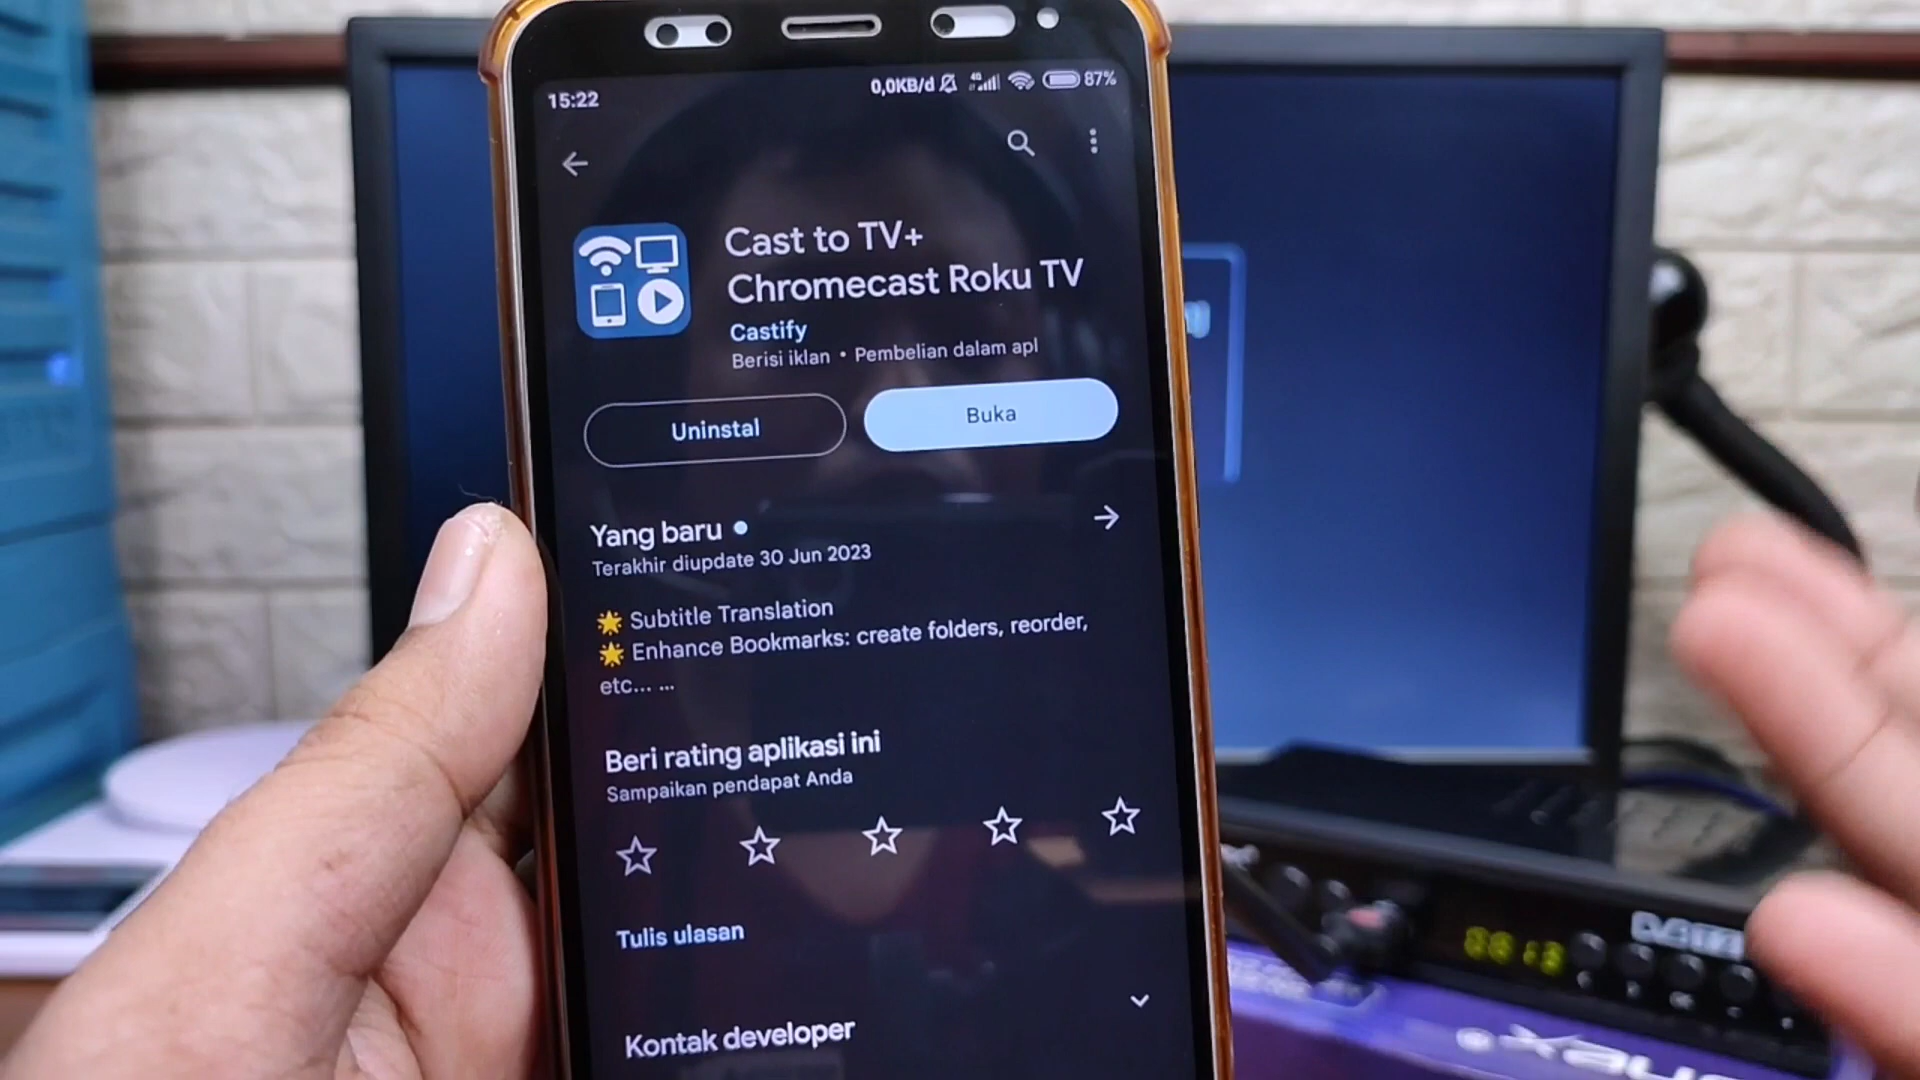 15:22
0,0KB/d 4G 87%
Cast to TV+
Chromecast Roku TV
Castify
Berisi iklan • Pembelian dalam apl
Uninstal
Buka
Yang baru
Terakhir diupdate 30 Jun 2023
🌟 Subtitle Translation
🌟 Enhance Bookmarks: create folders, reorder,
etc... ...
Beri rating aplikasi ini
Sampaikan pendapat Anda
Tulis ulasan
Kontak developer